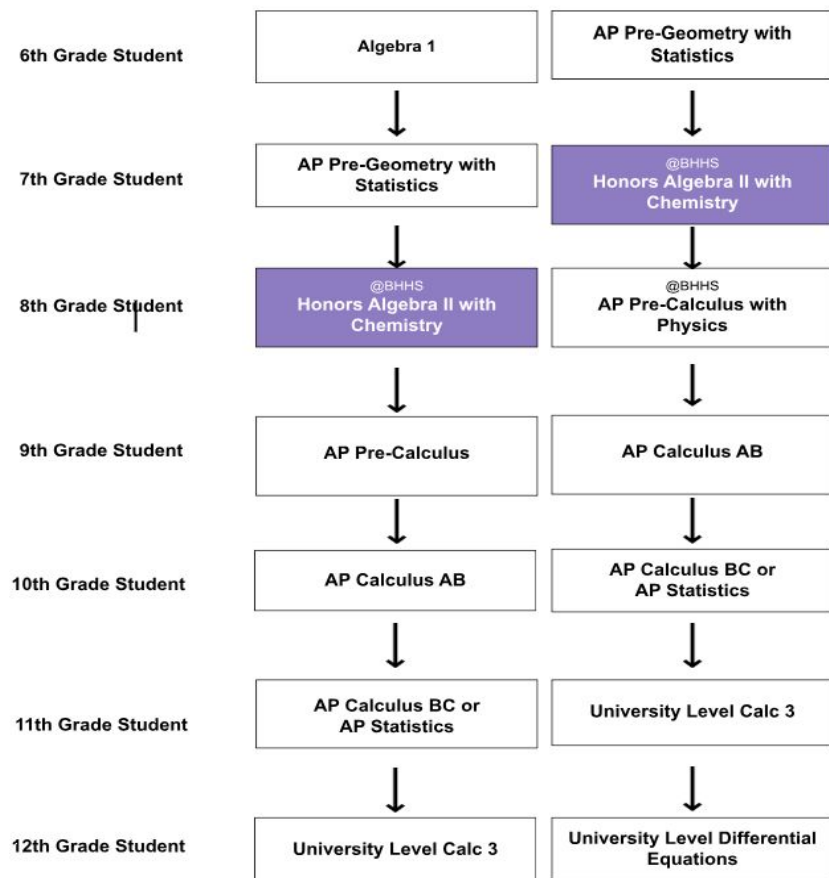 6th Grade Student
Algebra 1
AP Pre-Geometry with
Statistics
7th Grade Student
AP Pre-Geometry with
Statistics
@BHHS
Honors Algebra II with
Chemistry
8th Grade Student
@BHHS
Honors Algebra II with
Chemistry
@BHHS
AP Pre-Calculus with
Physics
9th Grade Student
AP Pre-Calculus
AP Calculus AB
10th Grade Student
AP Calculus AB
AP Calculus BC or
AP Statistics
11th Grade Student
AP Calculus BC or
AP Statistics
University Level Calc 3
12th Grade Student
University Level Calc 3
University Level Differential
Equations